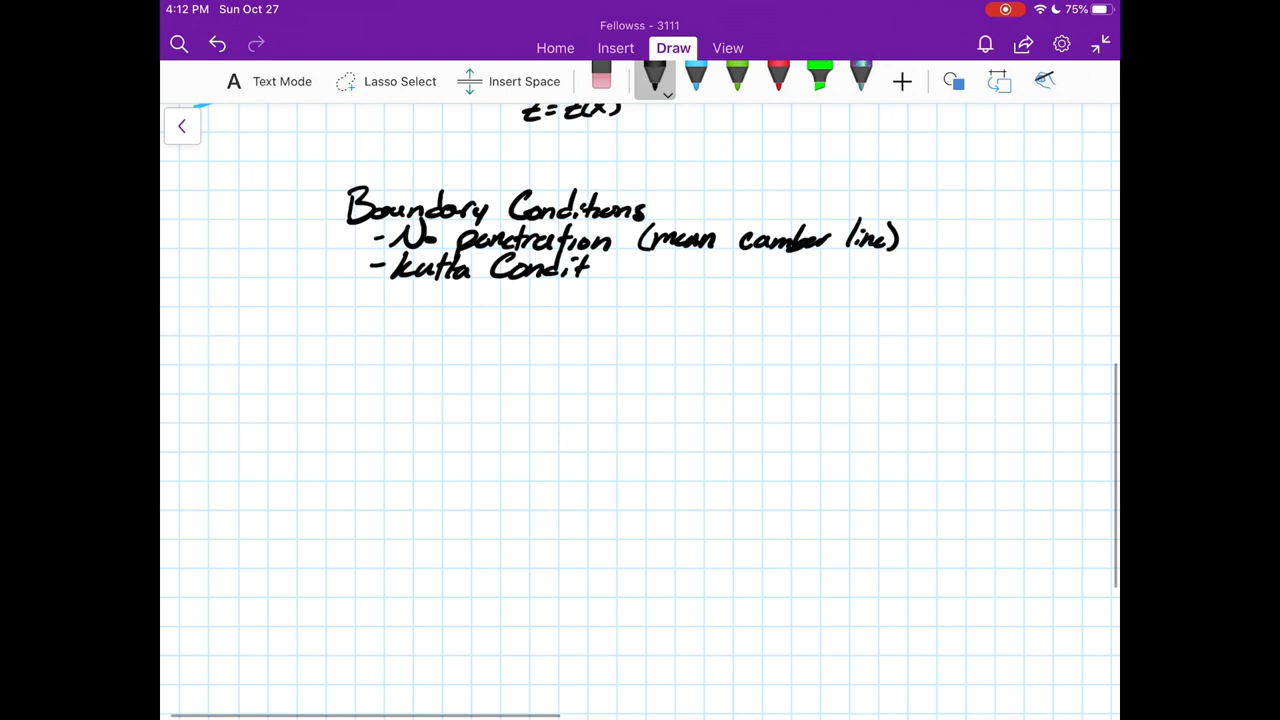 4:12 PM Sun Oct 27 75%
Fellowss - 3111
Home Insert Draw View
Text Mode Lasso Select Insert Space
z = z(x)
Boundary Conditions
- No penetration (mean camber line)
- Kutta Condit